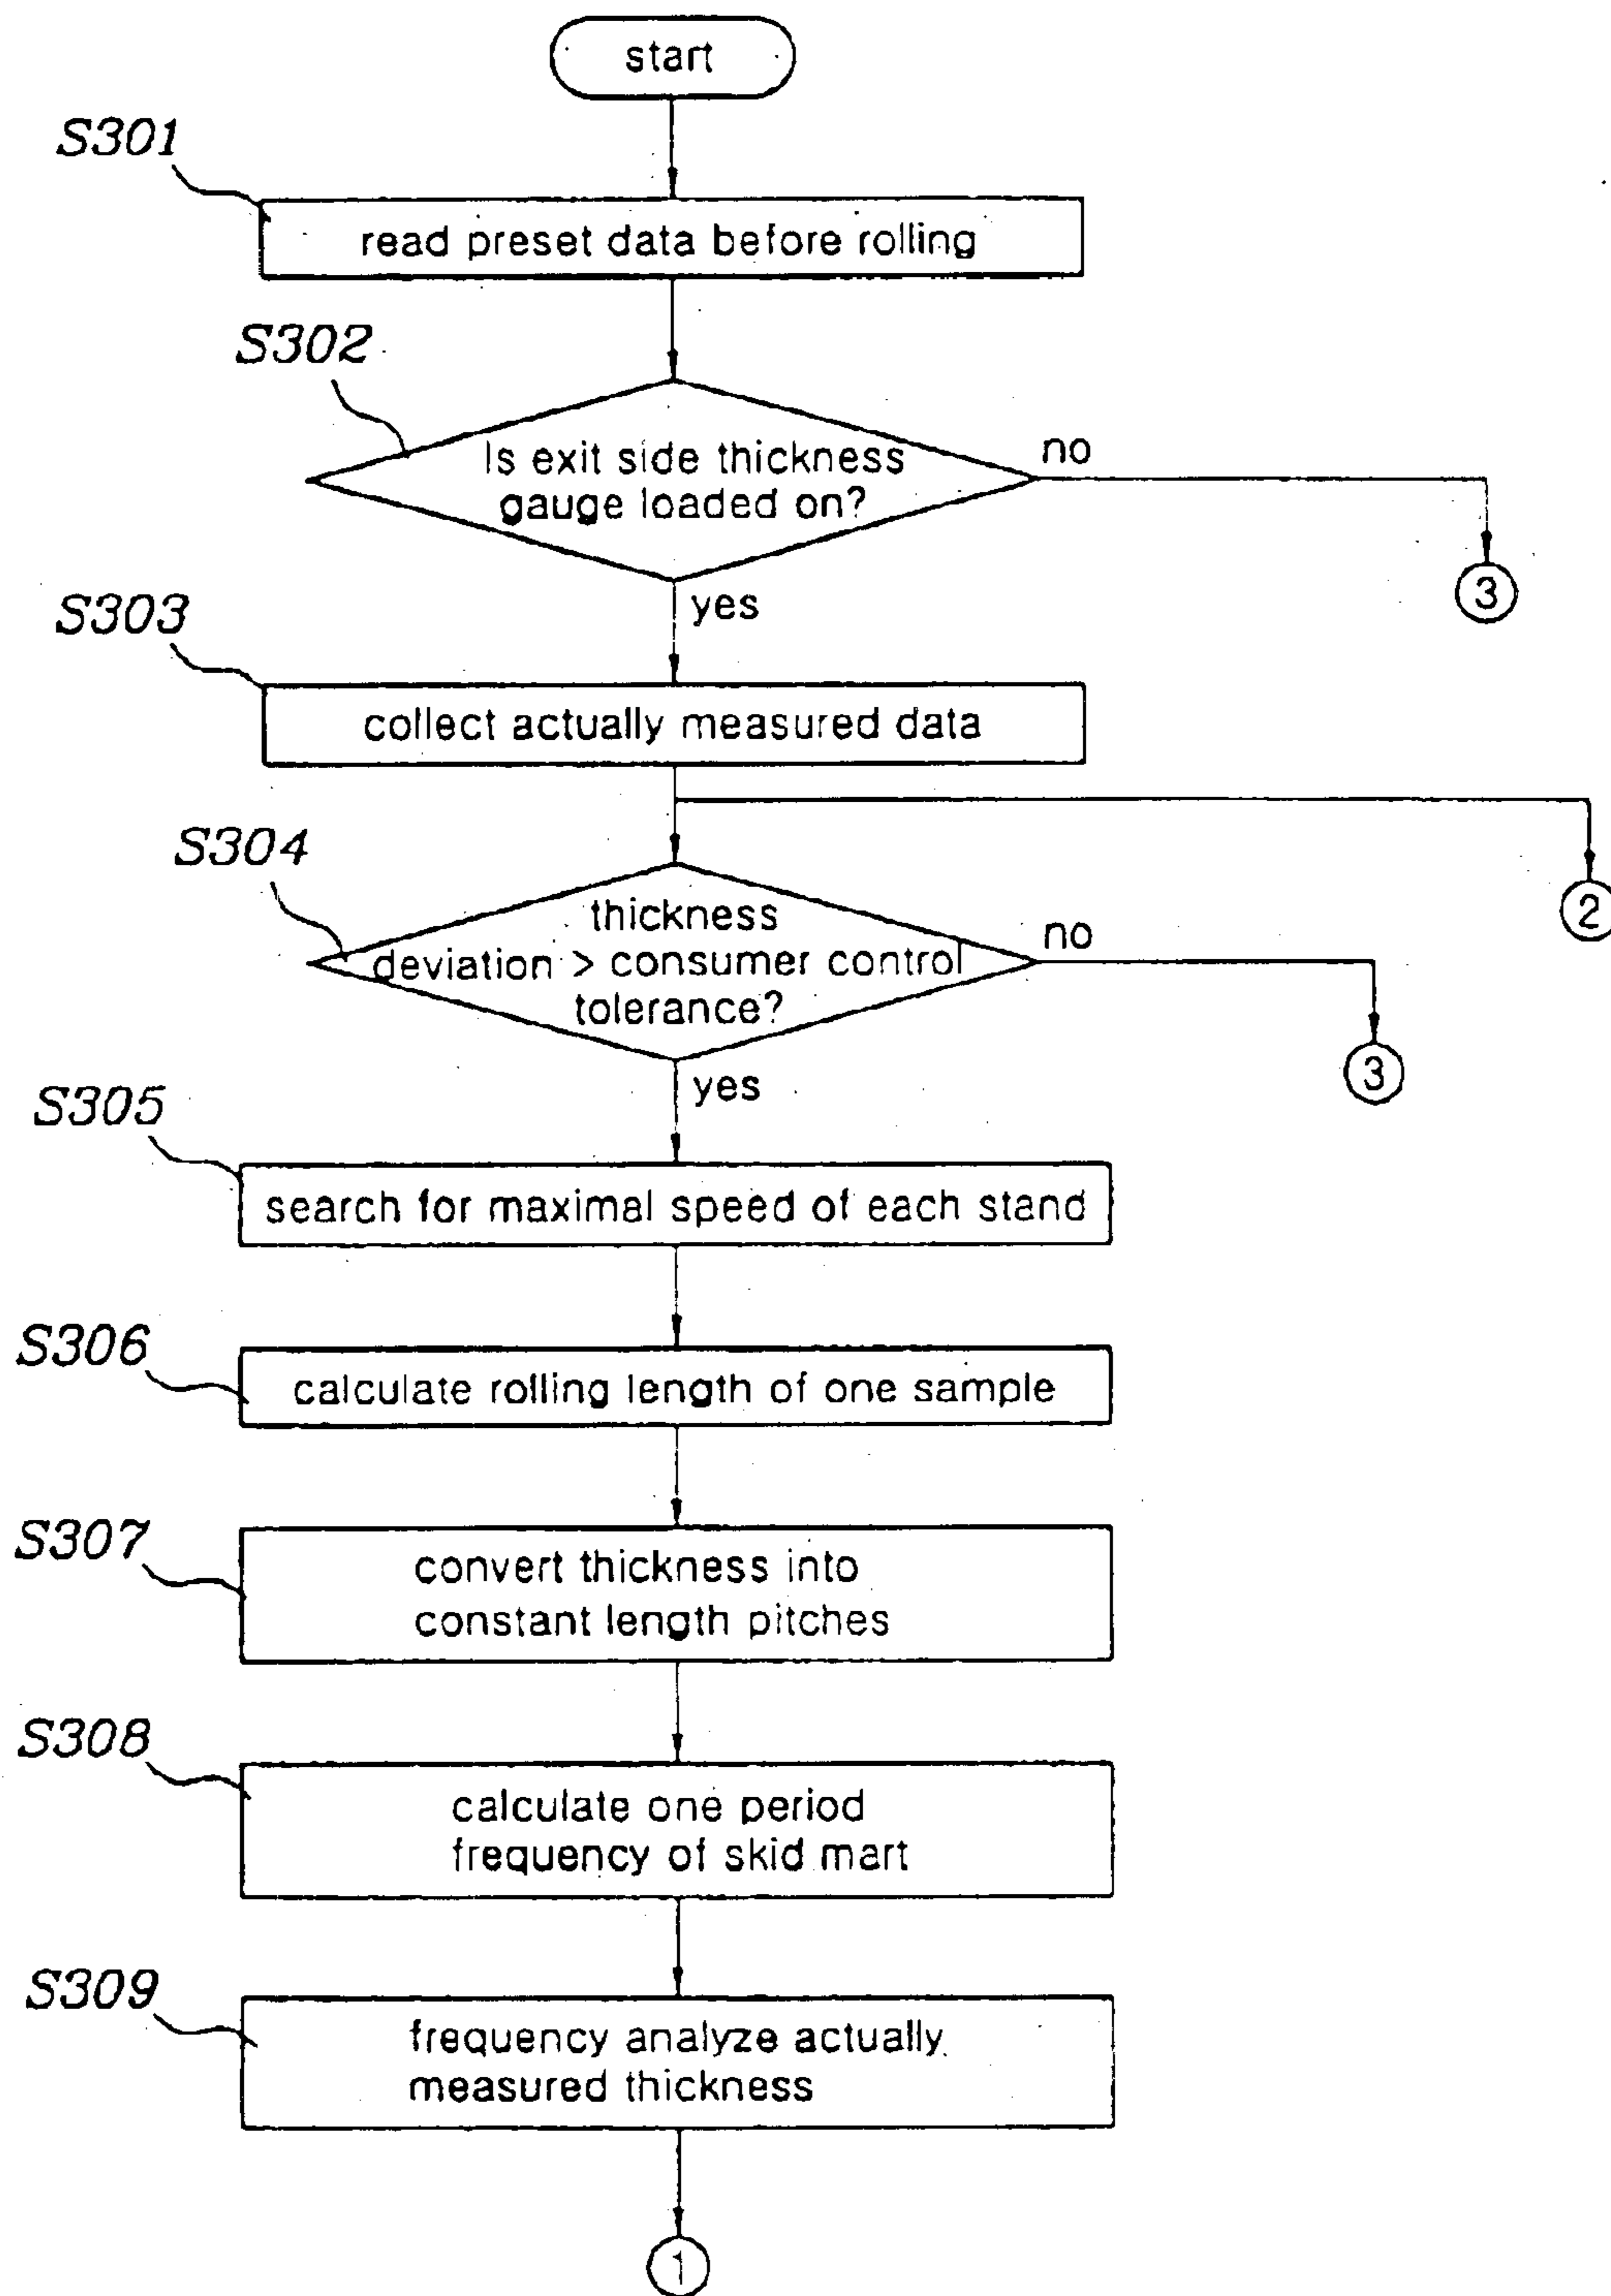 start
S301
read preset data before rolling
S302
Is exit side thickness
gauge loaded on?
no
3
yes
S303
collect actually measured data
2
S304
thickness
deviation > consumer control
tolerance?
no
3
yes
S305
search for maximal speed of each stand
S306
calculate rolling length of one sample
S307
convert thickness into
constant length pitches
S308
calculate one period
frequency of skid mart
S309
frequency analyze actually
measured thickness
1